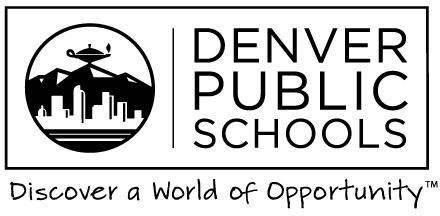 DENVER
PUBLIC
SCHOOLS
Discover a World of Opportunity™